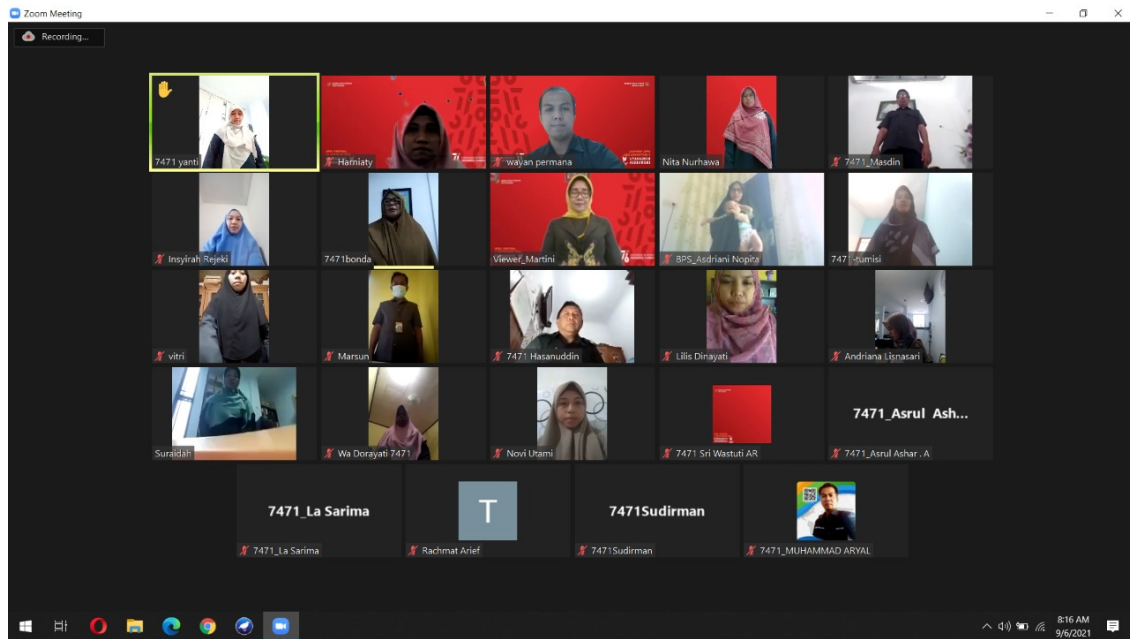 Zoom Meeting
Recording...
7471 yanti
Harniaty
wayan permana
Nita Nurhawa
7471_Masdin
Insyirah Rejeki
7471bonda
Viewer_Martini
BPS_Asdriani Nopita
7471-tumisi
vitri
Marsun
7471 Hasanuddin
Lilis Dinayati
Andriana Lisnasari
Suraidah
Wa Dorayati 7471
Novi Utami
7471 Sri Wastuti AR
7471_Asrul Ash...
7471_Asrul Ashar . A
7471_La Sarima
7471_La Sarima
T
Rachmat Arief
7471Sudirman
7471Sudirman
7471_MUHAMMAD ARYAL
8:16 AM
9/6/2021